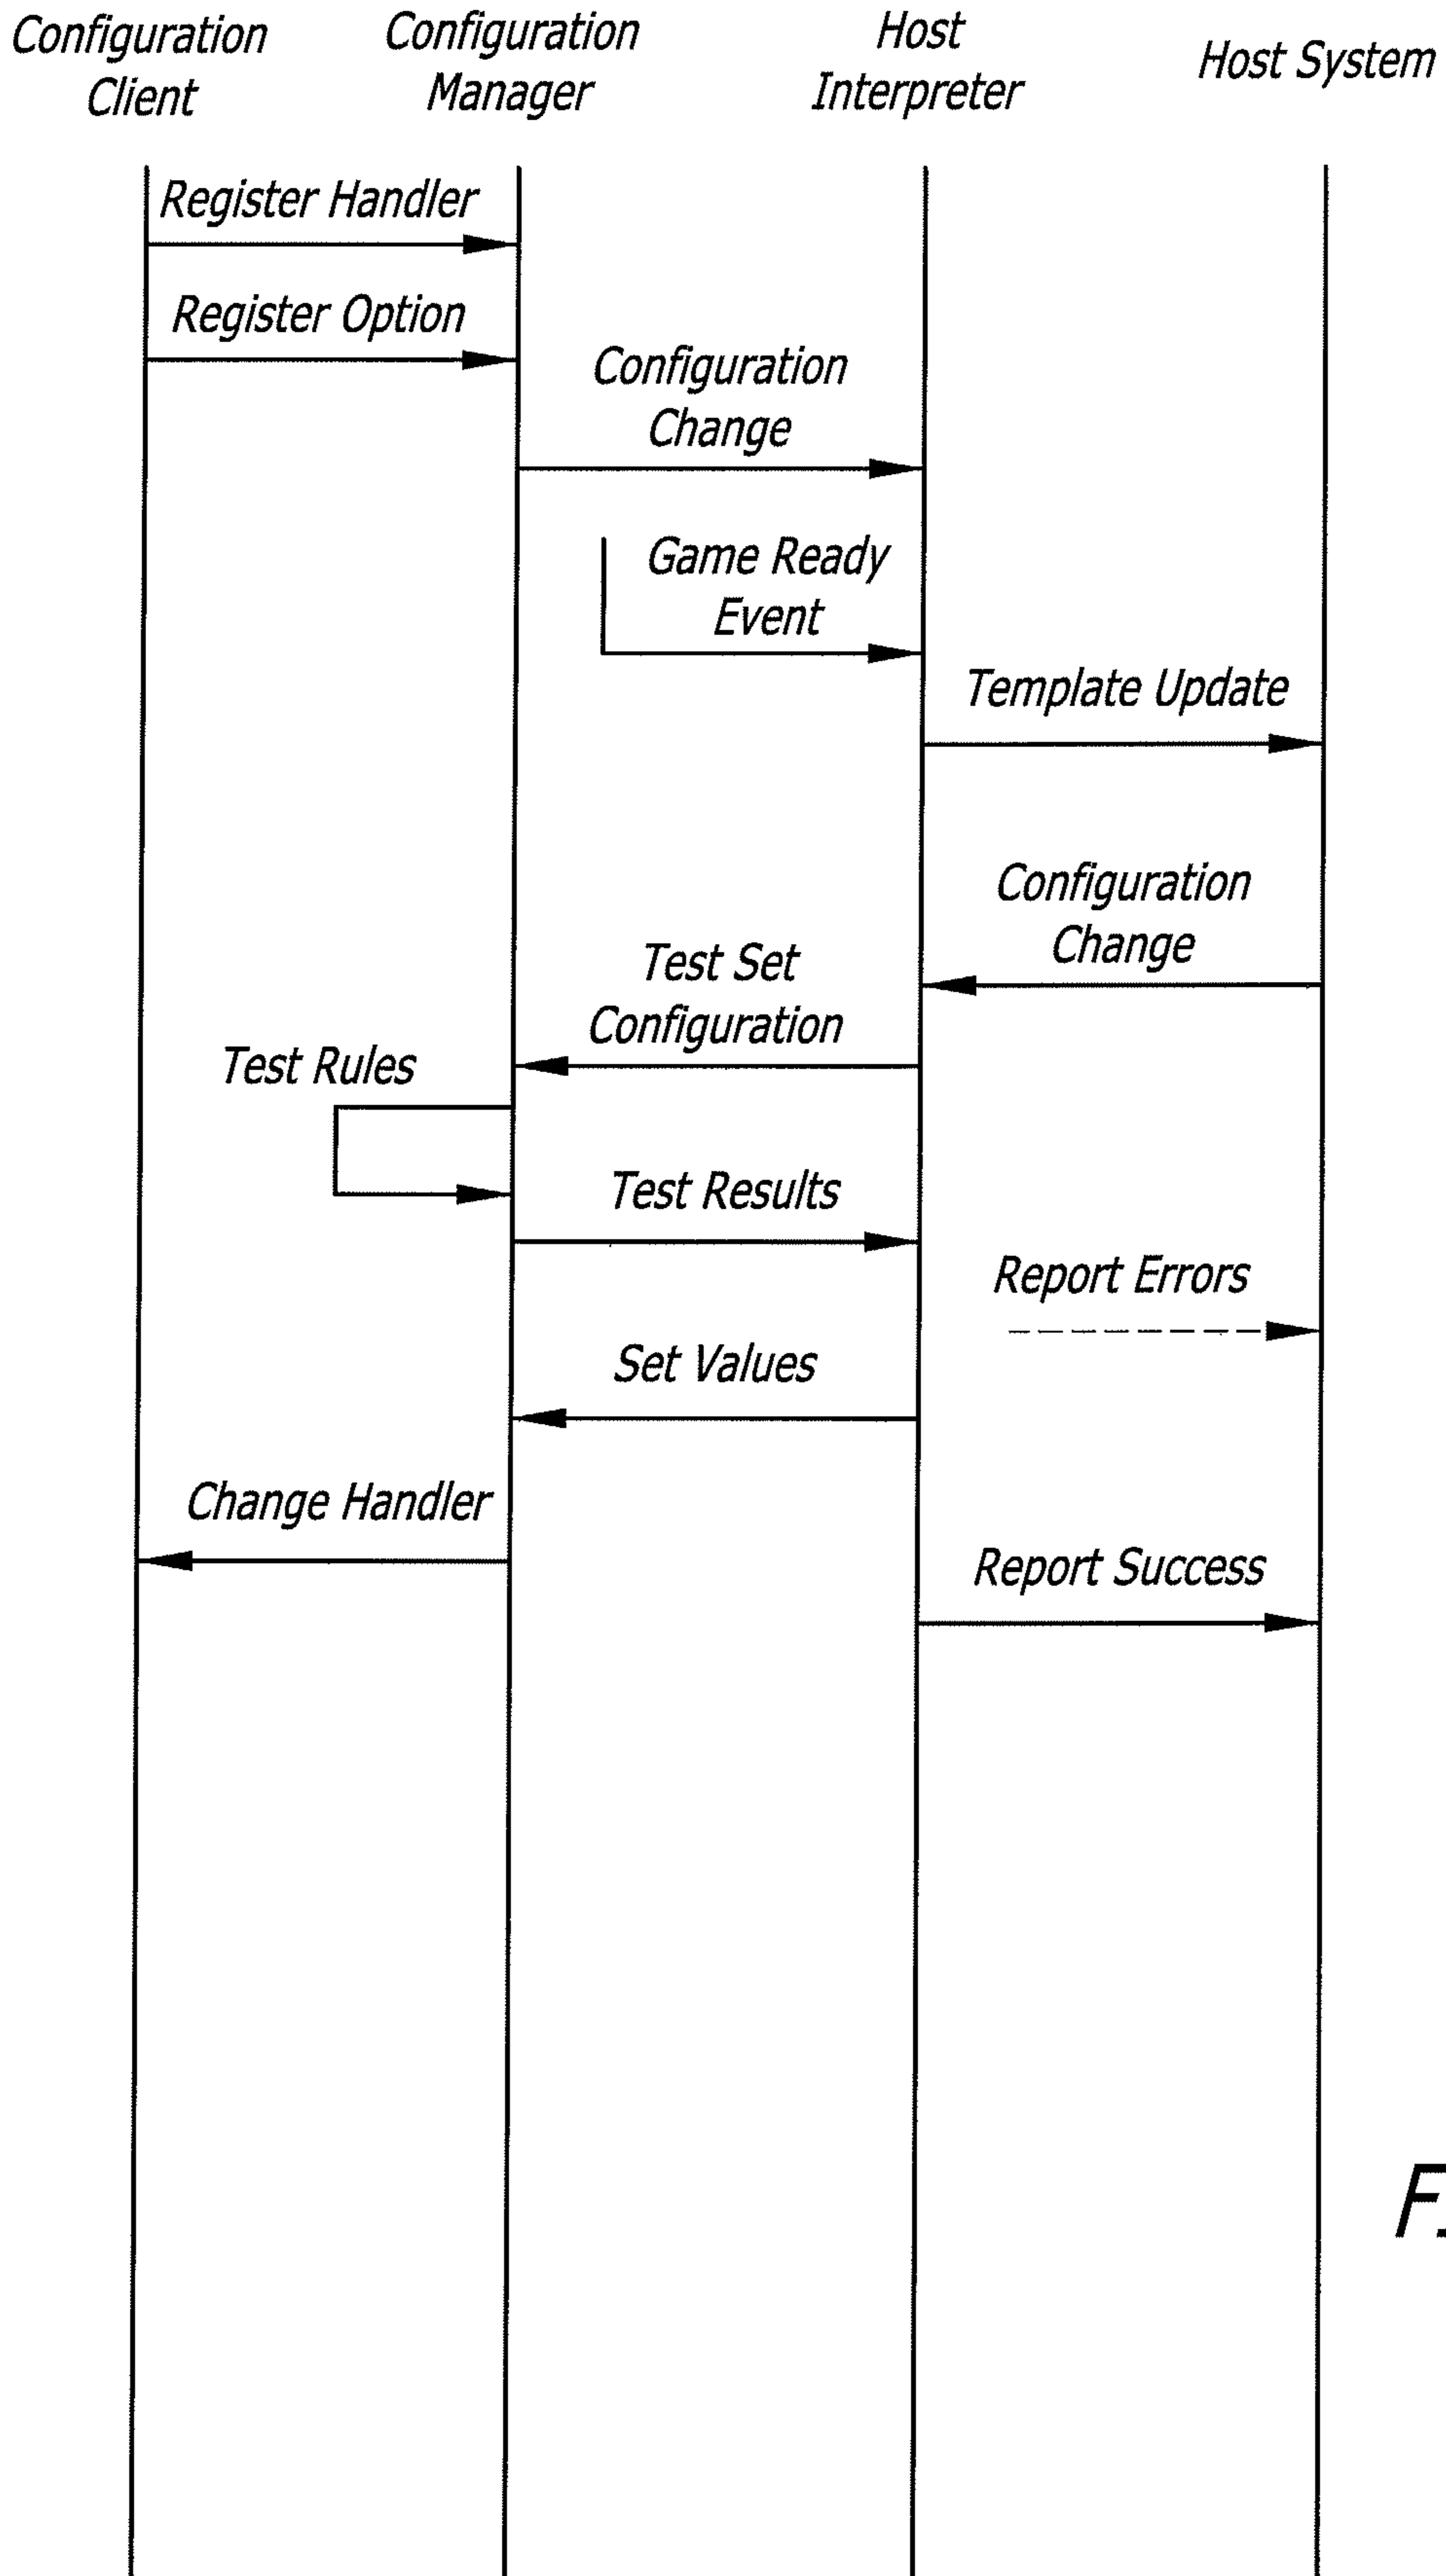 Configuration
Client
Configuration
Manager
Host
Interpreter
Host System
Register Handler
Register Option
Configuration
Change
Game Ready
Event
Template Update
Configuration
Change
Test Set
Configuration
Test Rules
Test Results
Report Errors
Set Values
Change Handler
Report Success